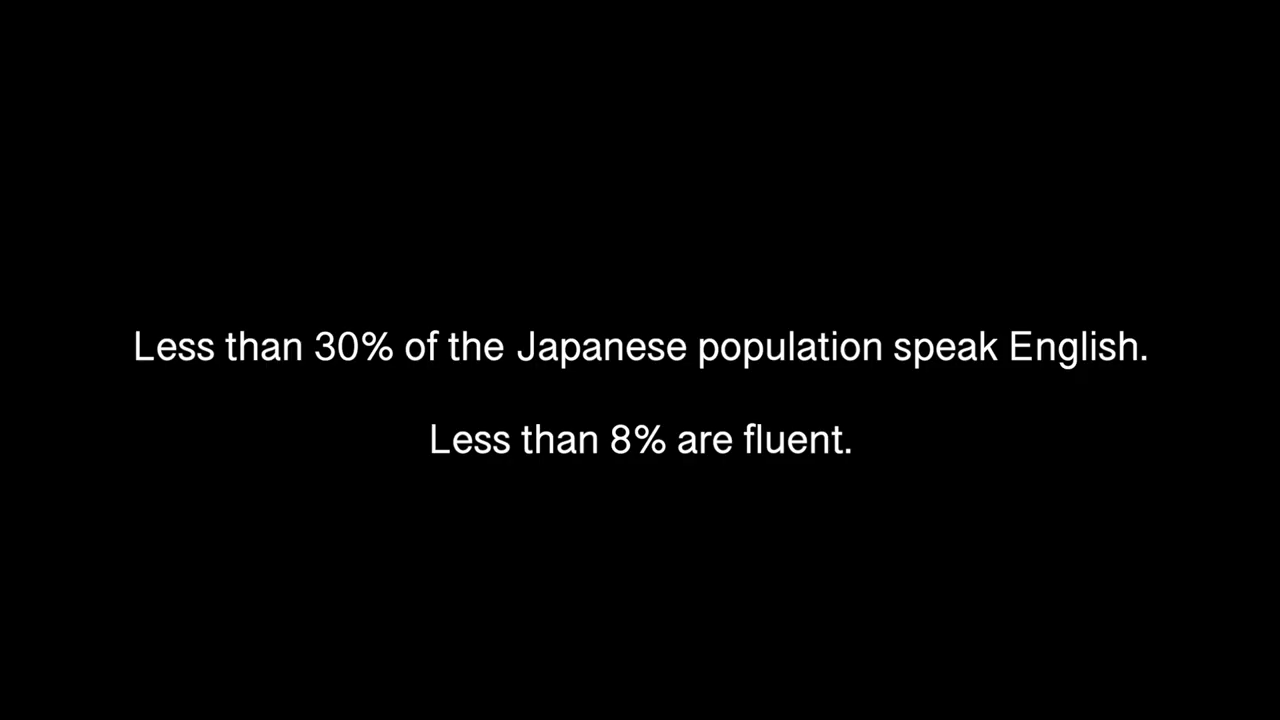 Less than 30% of the Japanese population speak English.
Less than 8% are fluent.